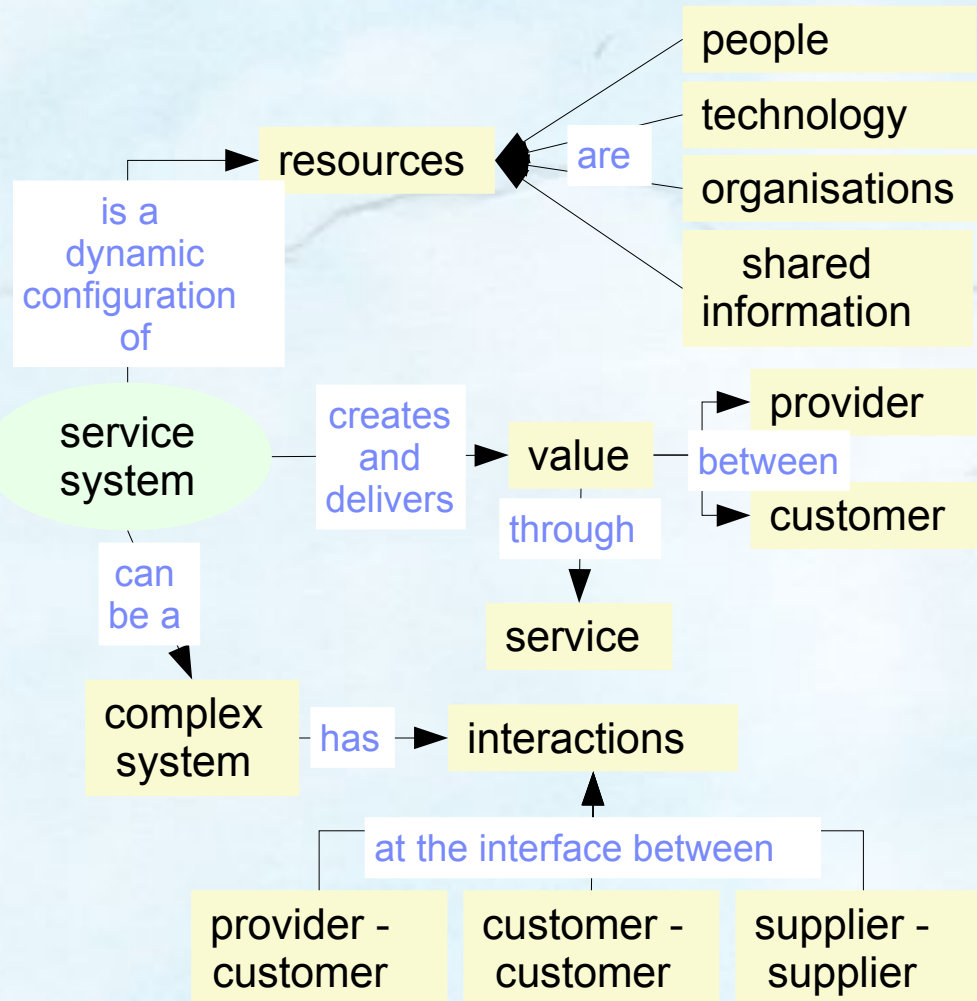 people
technology
resources
are
organisations
is a
dynamic
configuration
of
shared
information
service
system
creates
and
delivers
value
between
provider
customer
through
service
can
be a
complex
system
has
interactions
at the interface between
provider -
customer
customer -
customer
supplier -
supplier